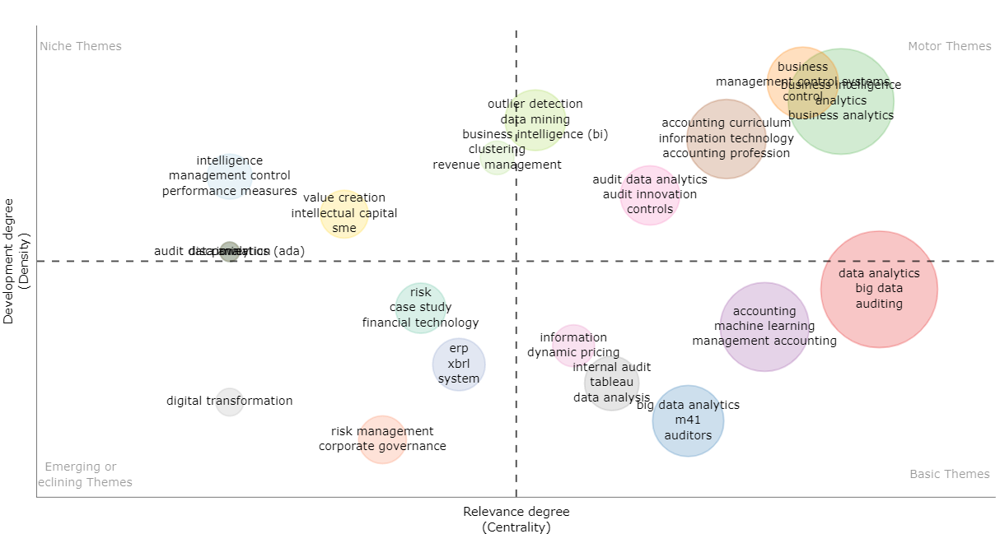 Niche Themes
Motor Themes
business
management control systems
control
business intelligence
analytics
business analytics
outlier detection
data mining
business intelligence (bi)
accounting curriculum
information technology
accounting profession
clustering
revenue management
intelligence
management control
performance measures
audit data analytics
audit innovation
controls
value creation
intellectual capital
sme
audit data analytics (ada)
Development degree
(Density)
data analytics
big data
auditing
risk
case study
financial technology
accounting
machine learning
management accounting
information
dynamic pricing
erp
xbrl
system
internal audit
tableau
data analysis
digital transformation
big data analytics
m41
auditors
risk management
corporate governance
Emerging or
eclining Themes
Basic Themes
Relevance degree
(Centrality)